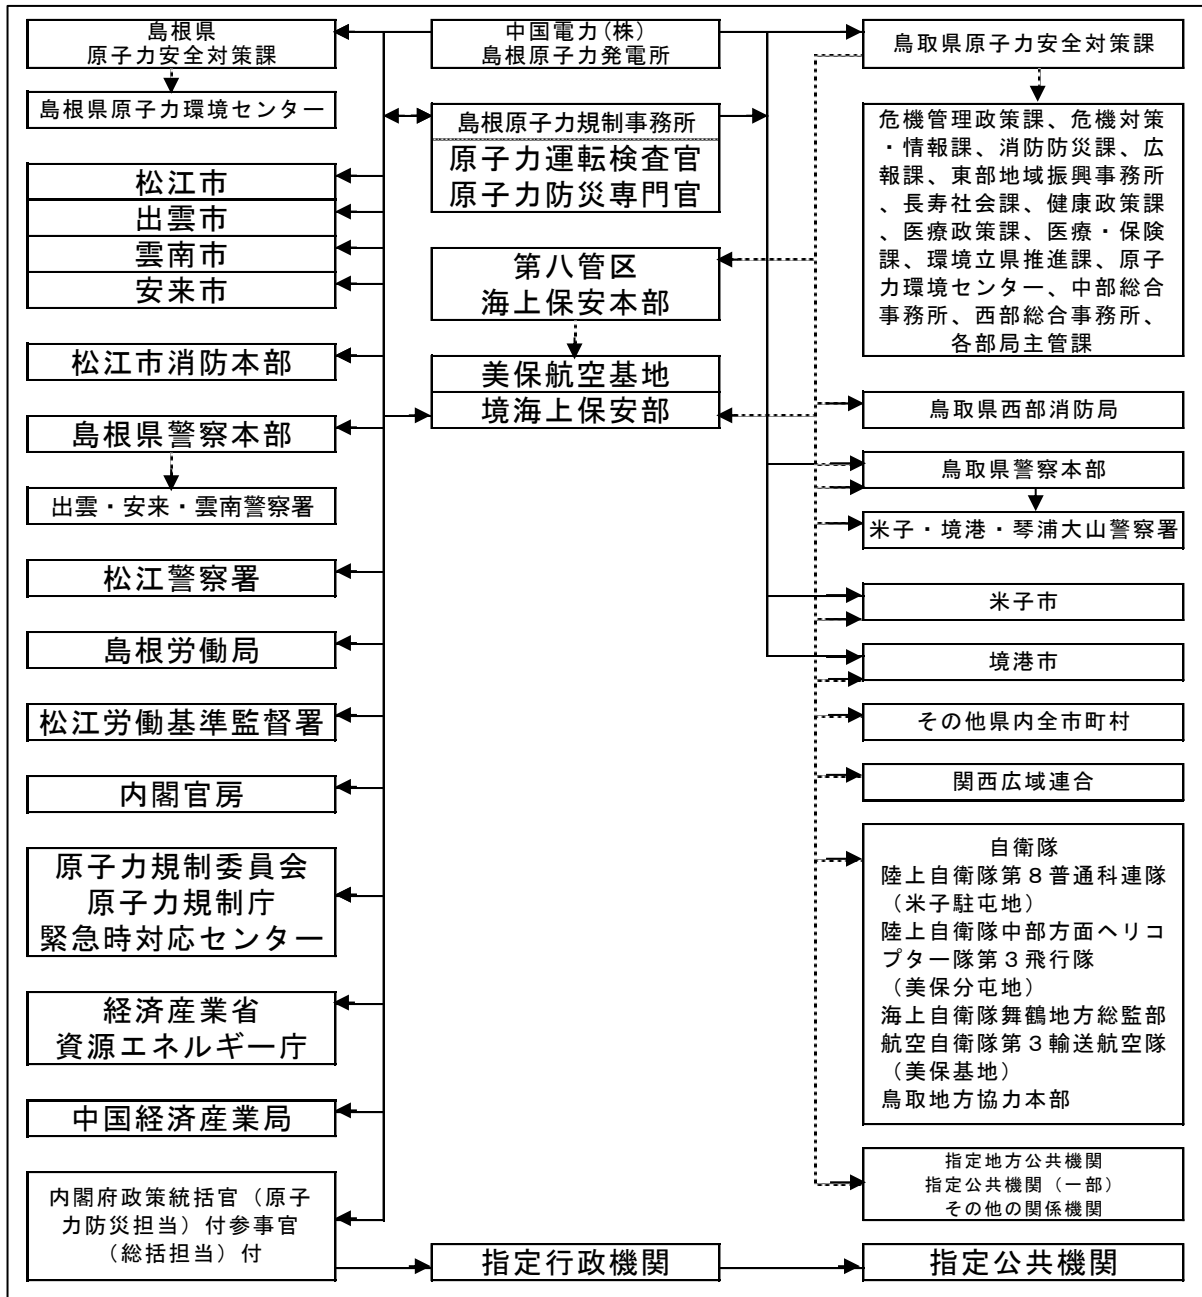 島根県
原子力安全対策課
島根県原子力環境センター
松江市
出雲市
雲南市
安来市
松江市消防本部
島根県警察本部
出雲・安来・雲南警察署
松江警察署
島根労働局
松江労働基準監督署
内閣官房
原子力規制委員会
原子力規制庁
緊急時対応センター
経済産業省
資源エネルギー庁
中国経済産業局
内閣府政策統括官（原子
力防災担当）付参事官
（総括担当）付
中国電力(株)
島根原子力発電所
島根原子力規制事務所
原子力運転検査官
原子力防災専門官
第八管区
海上保安本部
美保航空基地
境海上保安部
指定行政機関
鳥取県原子力安全対策課
危機管理政策課、危機対策
・情報課、消防防災課、広
報課、東部地域振興事務所
、長寿社会課、健康政策課
、医療政策課、医療・保険
課、環境立県推進課、原子
力環境センター、中部総合
事務所、西部総合事務所、
各部局主管課
鳥取県西部消防局
鳥取県警察本部
米子・境港・琴浦大山警察署
米子市
境港市
その他県内全市町村
関西広域連合
自衛隊
陸上自衛隊第８普通科連隊
（米子駐屯地）
陸上自衛隊中部方面ヘリコ
プター隊第３飛行隊
（美保分屯地）
海上自衛隊舞鶴地方総監部
航空自衛隊第３輸送航空隊
（美保基地）
鳥取地方協力本部
指定地方公共機関
指定公共機関（一部）
その他の関係機関
指定公共機関